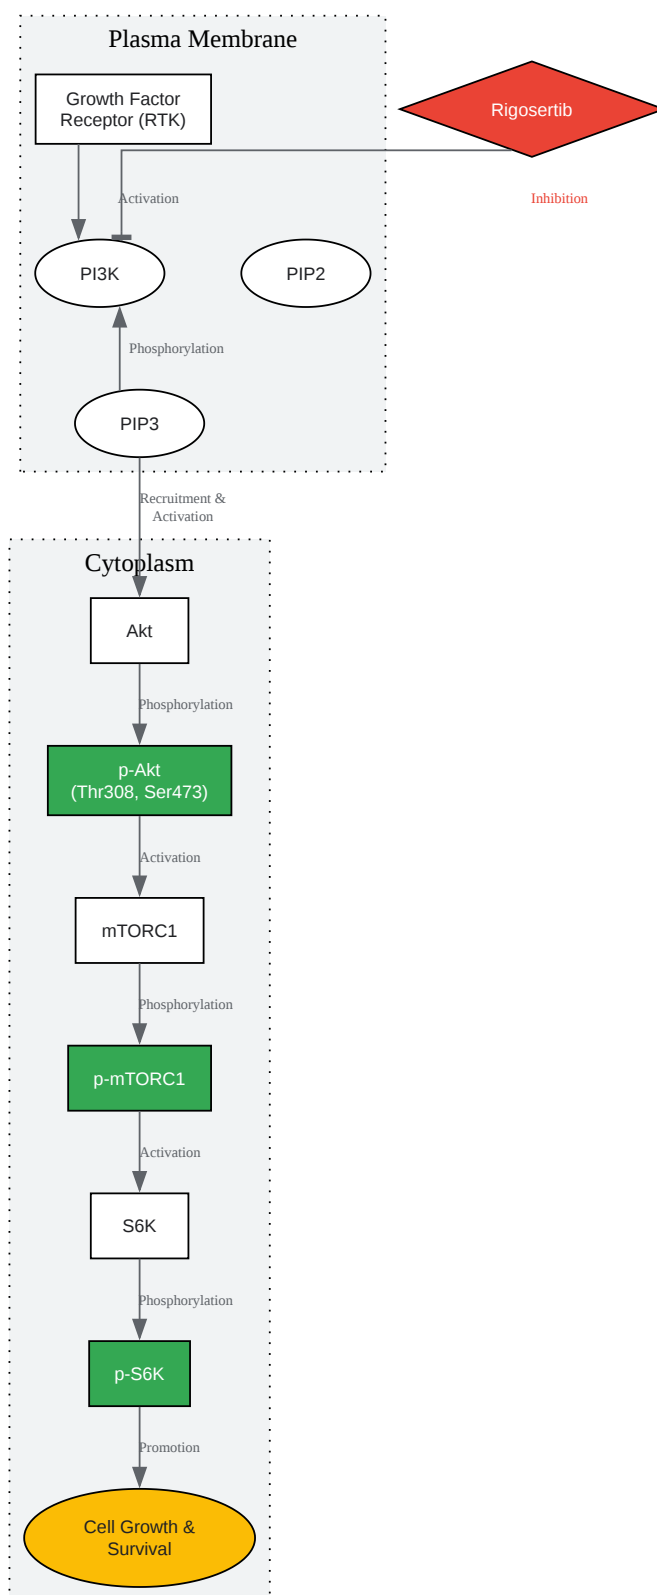 Plasma Membrane
Growth Factor
Receptor (RTK)
Rigosertib
Activation
Inhibition
PI3K
PIP2
Phosphorylation
PIP3
Recruitment &
Activation
Cytoplasm
Akt
Phosphorylation
p-Akt
(Thr308, Ser473)
Activation
mTORC1
Phosphorylation
p-mTORC1
Activation
S6K
Phosphorylation
p-S6K
Promotion
Cell Growth &
Survival